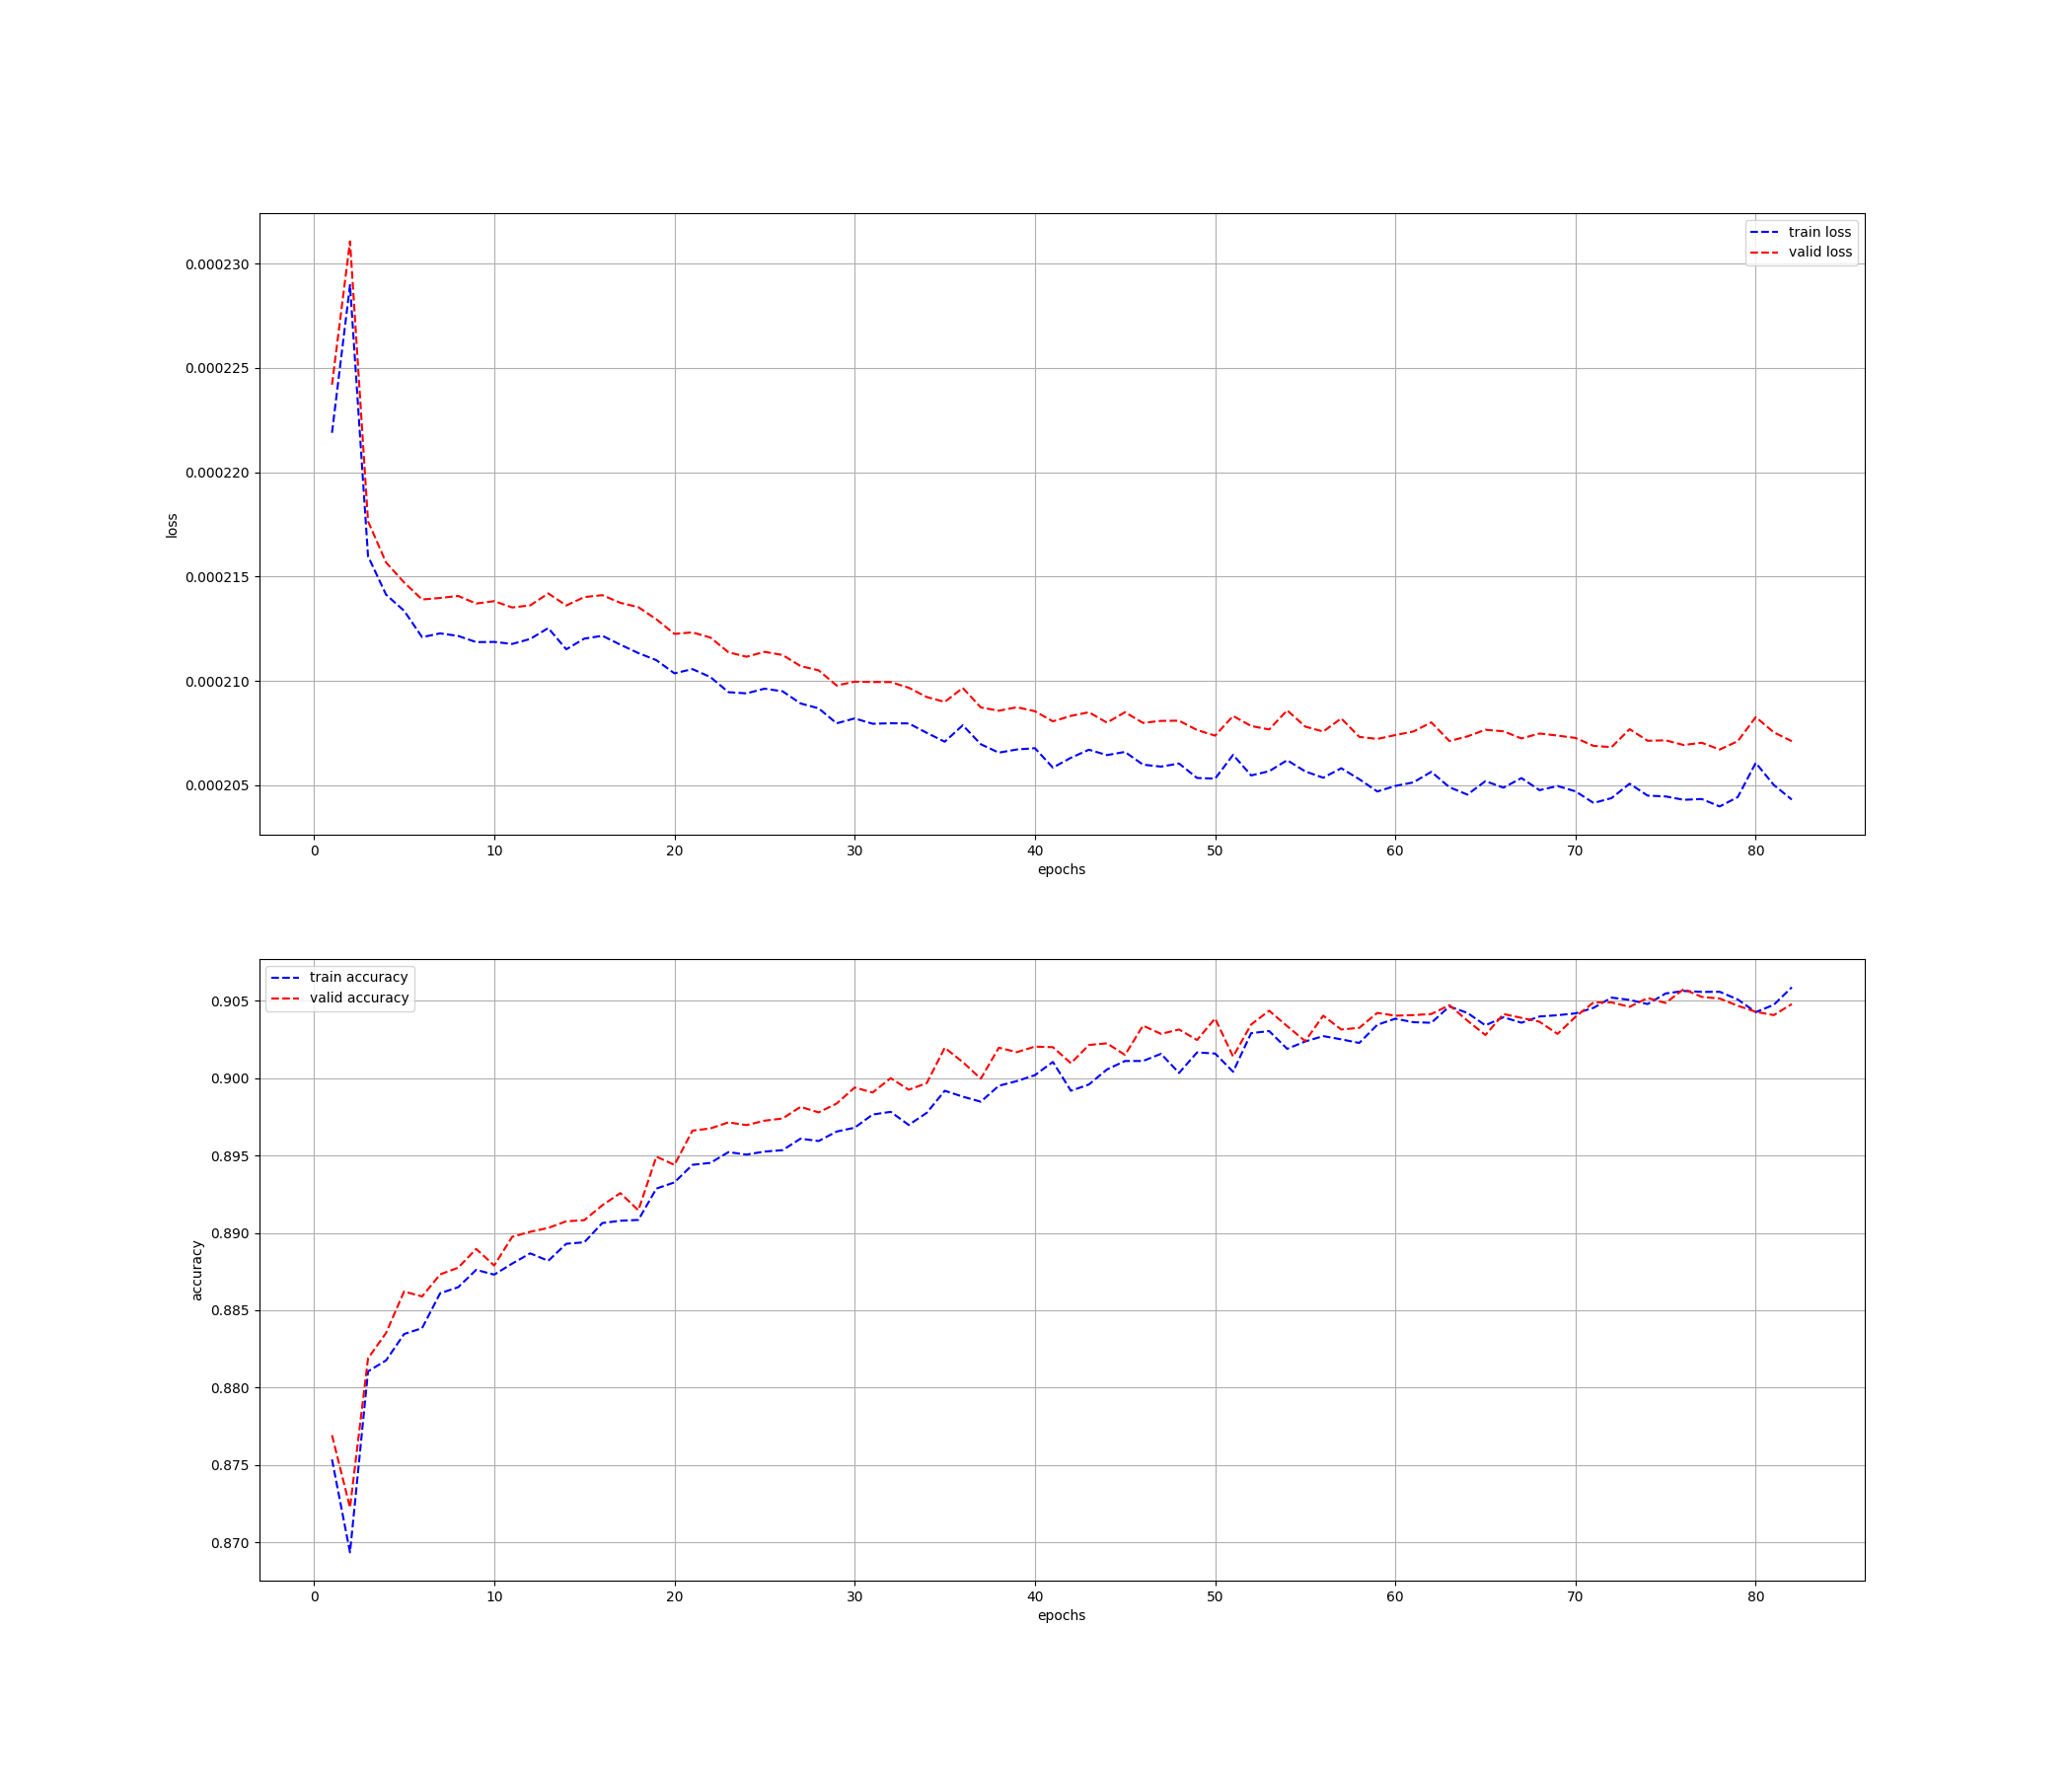 train loss
valid loss
0.000230
0.000225
0.000220
0.000215
0.000210
0.000205
loss
0 10 20 30 40 50 60 70 80
epochs
train accuracy
valid accuracy
0.905
0.900
0.895
0.890
0.885
0.880
0.875
0.870
accuracy
0 10 20 30 40 50 60 70 80
epochs